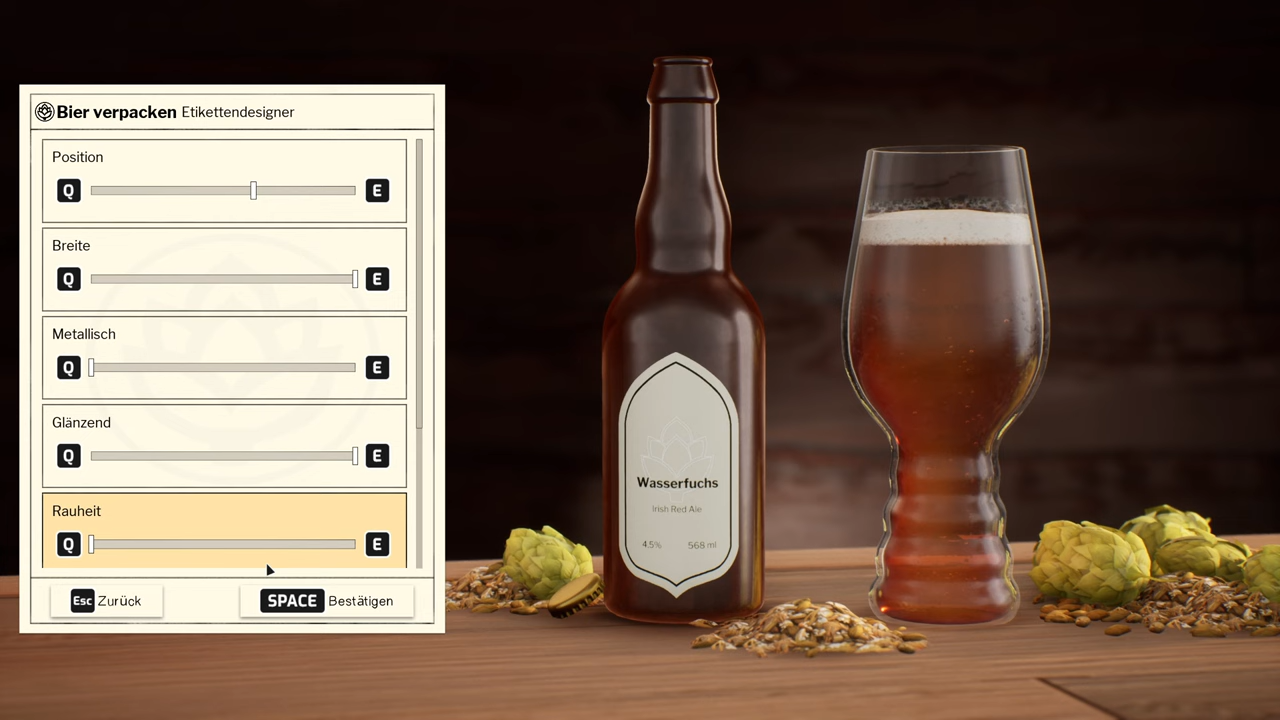 Bier verpacken Etikettendesigner
Position
Q E
Breite
Q E
Metallisch
Q E
Glänzend
Q E
Rauheit
Q E
Esc Zurück
SPACE Bestätigen
Wasserfuchs
Irish Red Ale
4,5% 568 ml